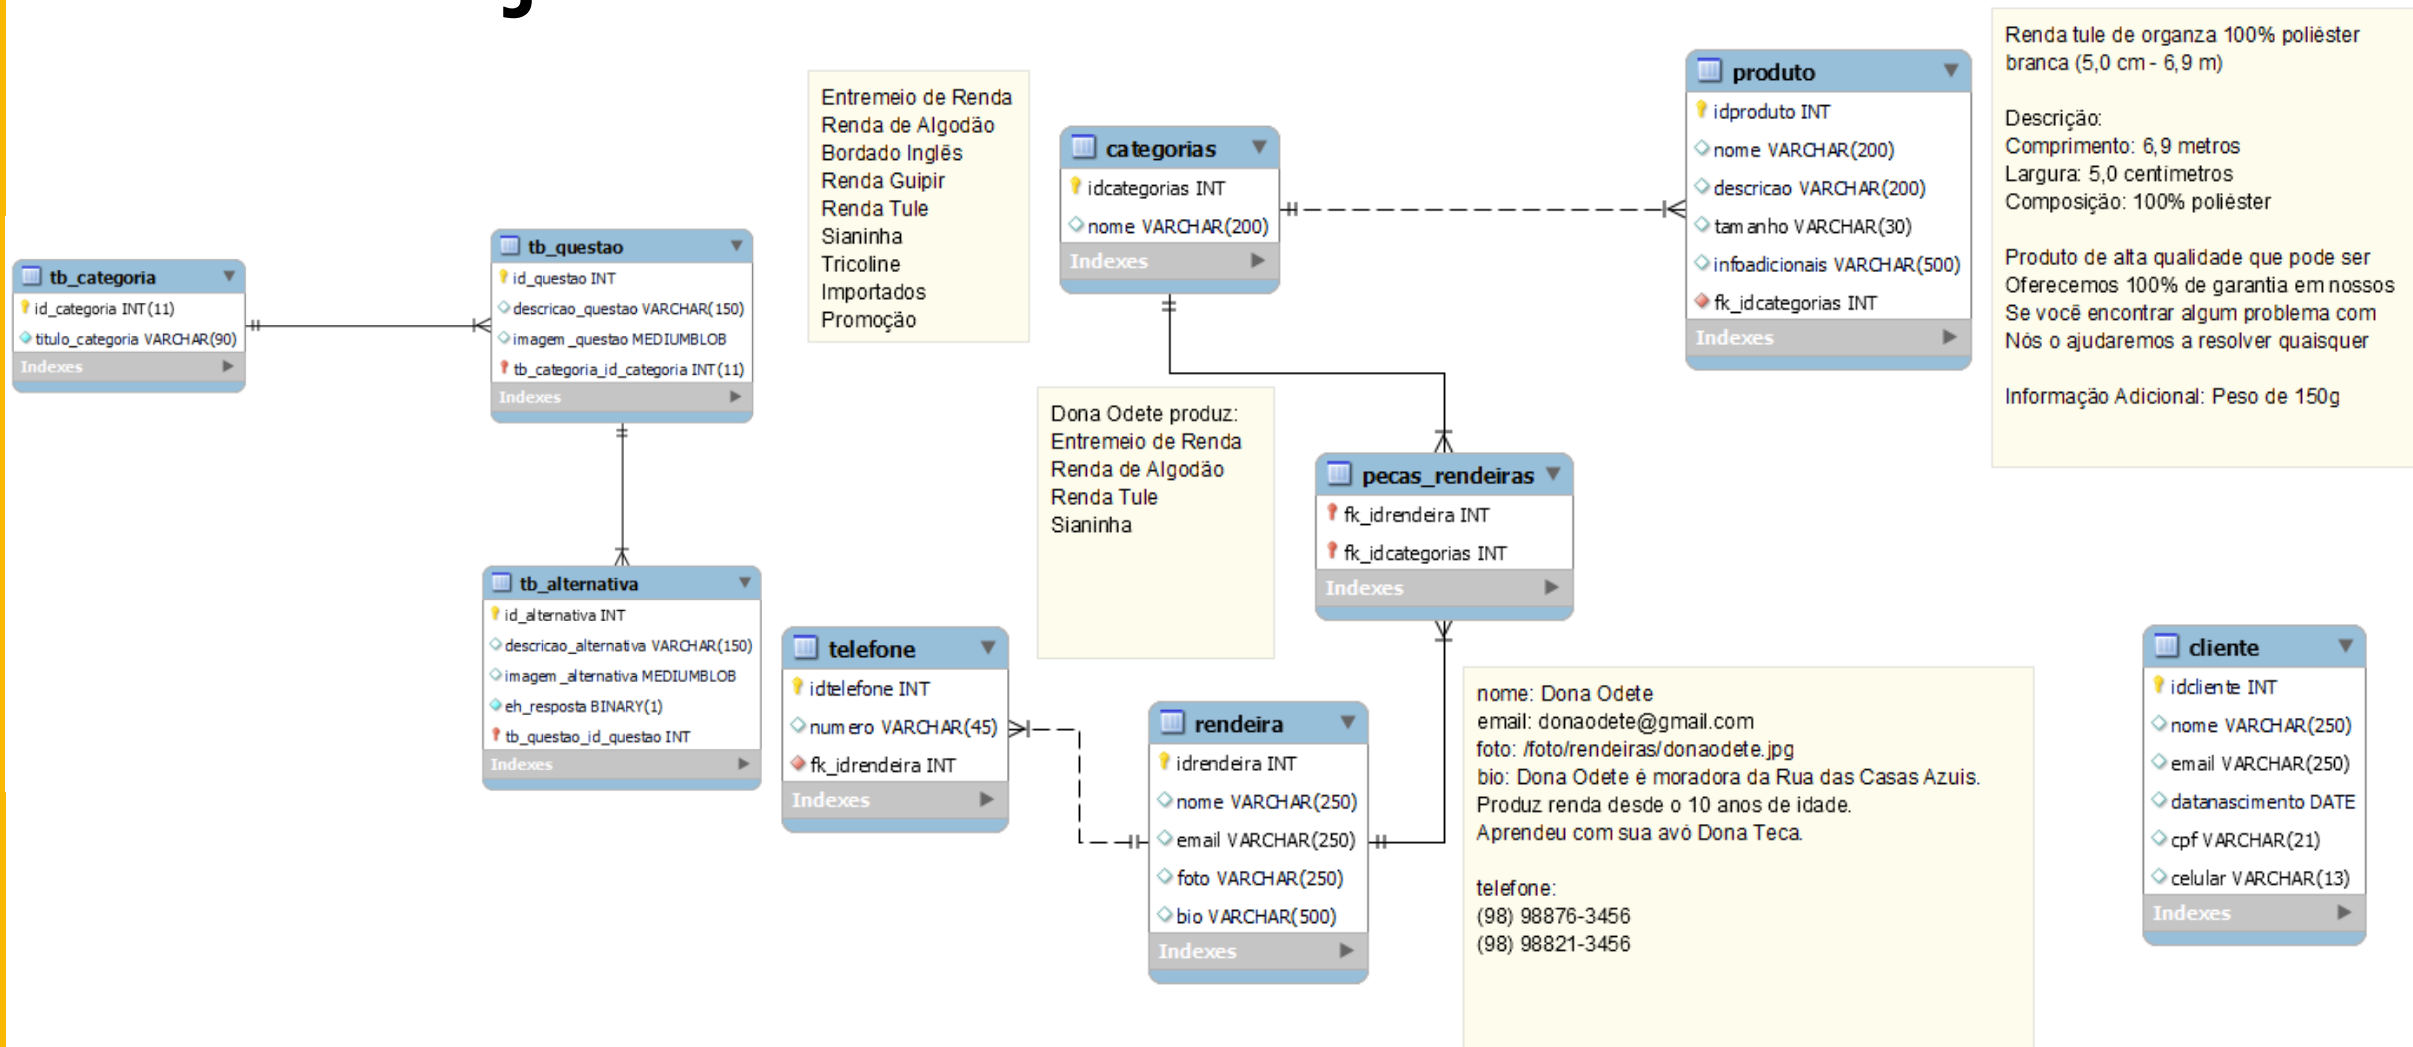 tb_categoria
id_categoria INT(11)
titulo_categoria VARCHAR(90)
Indexes
tb_questao
id_questao INT
descricao_questao VARCHAR(150)
imagem_questao MEDIUMBLOB
tb_categoria_id_categoria INT(11)
Indexes
tb_alternativa
id_alternativa INT
descricao_alternativa VARCHAR(150)
imagem_alternativa MEDIUMBLOB
eh_resposta BINARY(1)
tb_questao_id_questao INT
Indexes
Entremeio de Renda
Renda de Algodão
Bordado Inglês
Renda Guipir
Renda Tule
Sianinha
Tricoline
Importados
Promoção
categorias
idcategorias INT
nome VARCHAR(200)
Indexes
produto
idproduto INT
nome VARCHAR(200)
descricao VARCHAR(200)
tamanho VARCHAR(30)
infoadicionais VARCHAR(500)
fk_idcategorias INT
Indexes
Renda tule de organza 100% poliéster
branca (5,0 cm - 6,9 m)
Descrição:
Comprimento: 6,9 metros
Largura: 5,0 centímetros
Composição: 100% poliéster
Produto de alta qualidade que pode ser
Oferecemos 100% de garantia em nossos
Se você encontrar algum problema com
Nós o ajudaremos a resolver quaisquer
Informação Adicional: Peso de 150g
Dona Odete produz:
Entremeio de Renda
Renda de Algodão
Renda Tule
Sianinha
pecas_rendeiras
fk_idrendeira INT
fk_idcategorias INT
Indexes
telefone
idtelefone INT
numero VARCHAR(45)
fk_idrendeira INT
Indexes
rendeira
idrendeira INT
nome VARCHAR(250)
email VARCHAR(250)
foto VARCHAR(250)
bio VARCHAR(500)
Indexes
nome: Dona Odete
email: donaodete@gmail.com
foto: /foto/rendeiras/donaodete.jpg
bio: Dona Odete é moradora da Rua das Casas Azuis.
Produz renda desde o 10 anos de idade.
Aprendeu com sua avó Dona Teca.
telefone:
(98) 98876-3456
(98) 98821-3456
cliente
idcliente INT
nome VARCHAR(250)
email VARCHAR(250)
datanascimento DATE
cpf VARCHAR(21)
celular VARCHAR(13)
Indexes